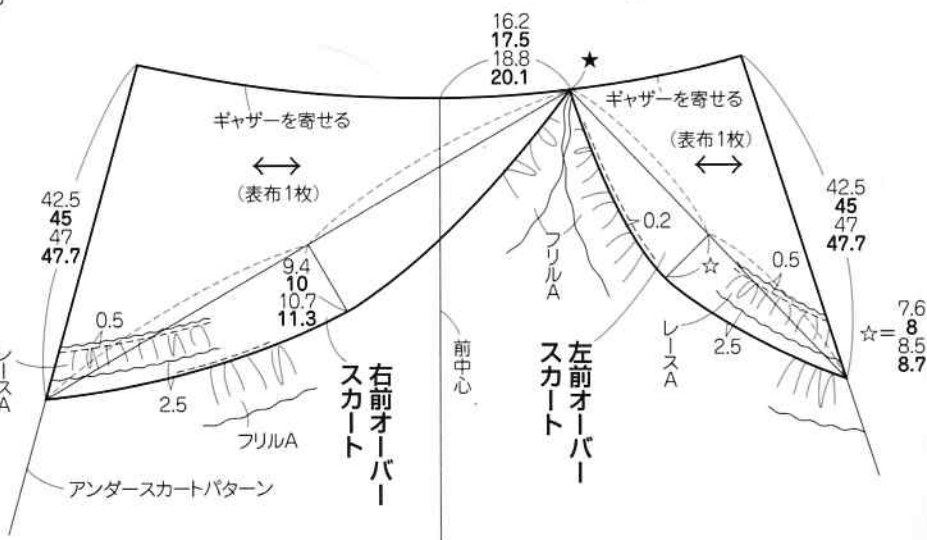 16.2
17.5
18.8
20.1
★
ギャザーを寄せる
ギャザーを寄せる
(表布1枚)
(表布1枚)
42.5
45
47
47.7
42.5
45
47
47.7
0.2
フリルA
☆
9.4
10
10.7
11.3
0.5
0.5
レースA
2.5
☆=
7.6
8
8.5
8.7
前中心
レースA
2.5
フリルA
右前オーバー
スカート
左前オーバー
スカート
アンダースカートパターン